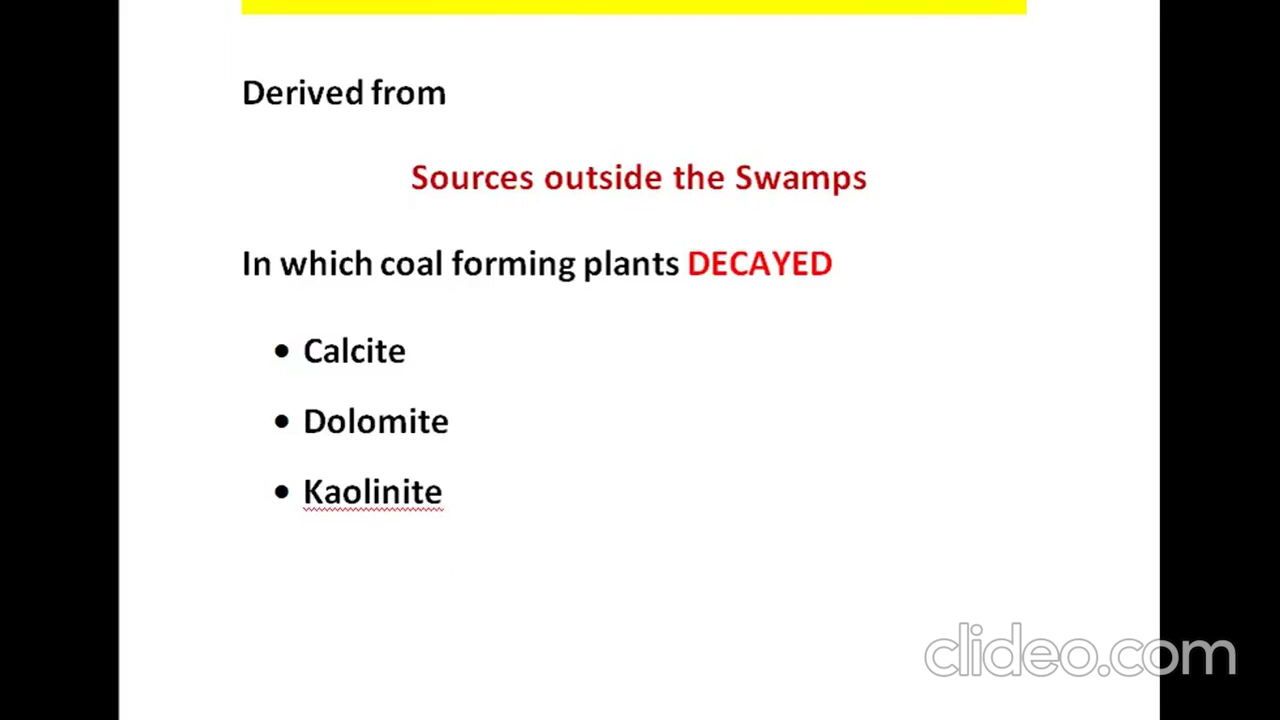 Derived from
Sources outside the Swamps
In which coal forming plants DECAYED
• Calcite
• Dolomite
• Kaolinite
clideo.com